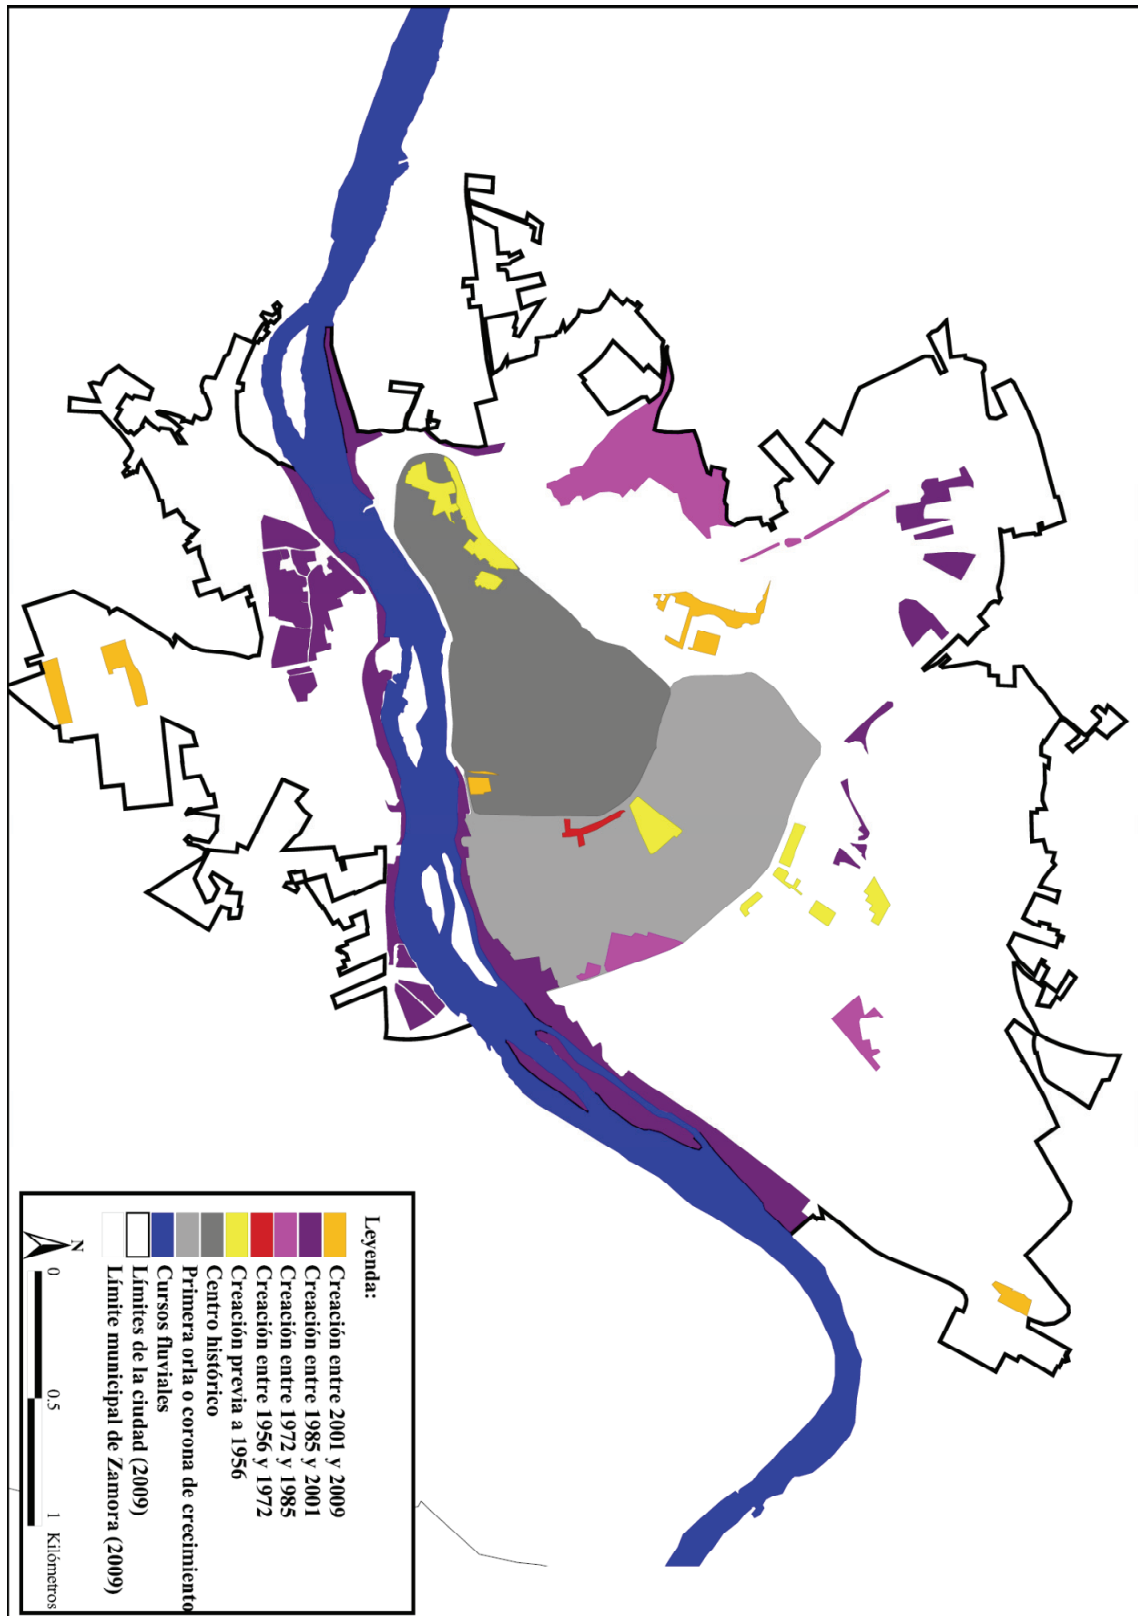 Leyenda:
Creación entre 2001 y 2009
Creación entre 1985 y 2001
Creación entre 1972 y 1985
Creación entre 1956 y 1972
Creación previa a 1956
Centro histórico
Primera orla o corona de crecimiento
Cursos fluviales
Límites de la ciudad (2009)
Límite municipal de Zamora (2009)
N
0 0.5 1 Kilómetros